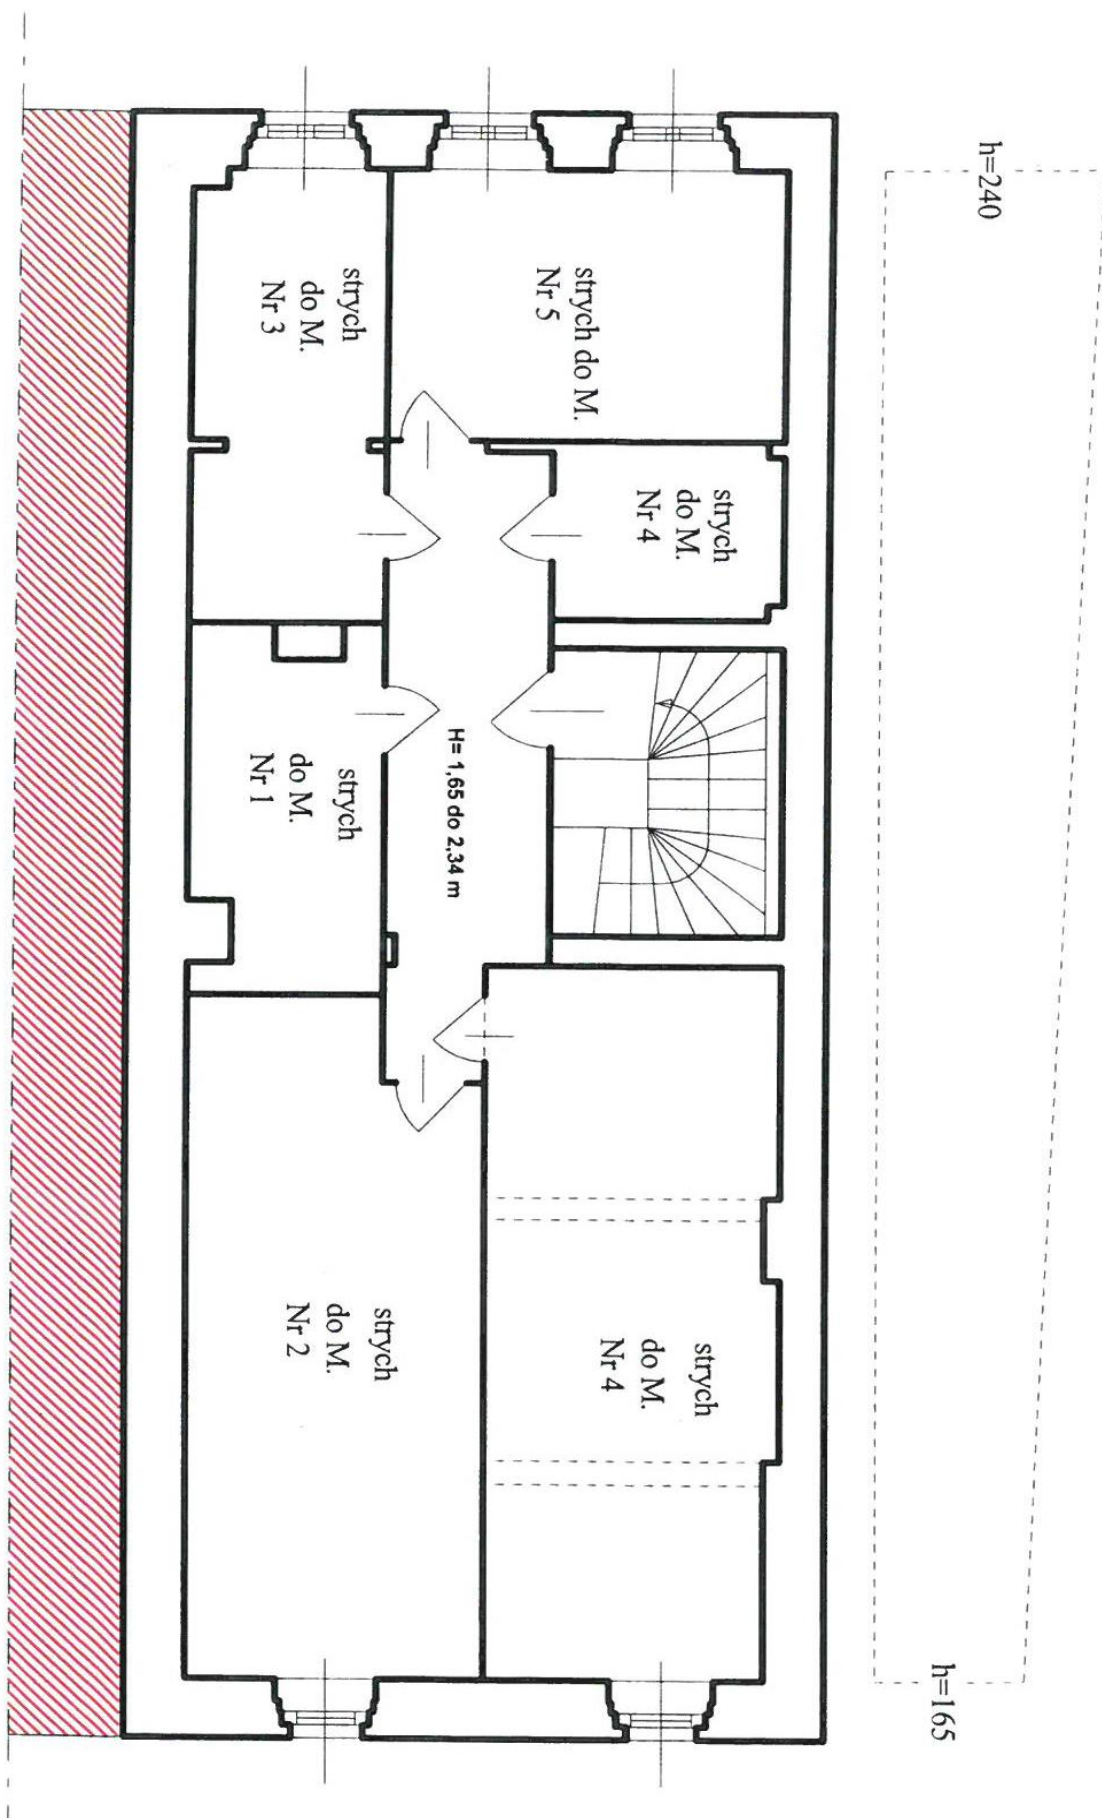 h=240
strych
do M.
Nr 3
strych do M.
Nr 5
strych
do M.
Nr 4
strych
do M.
Nr 1
H= 1,65 do 2,34 m
strych
do M.
Nr 2
strych
do M.
Nr 4
h=165